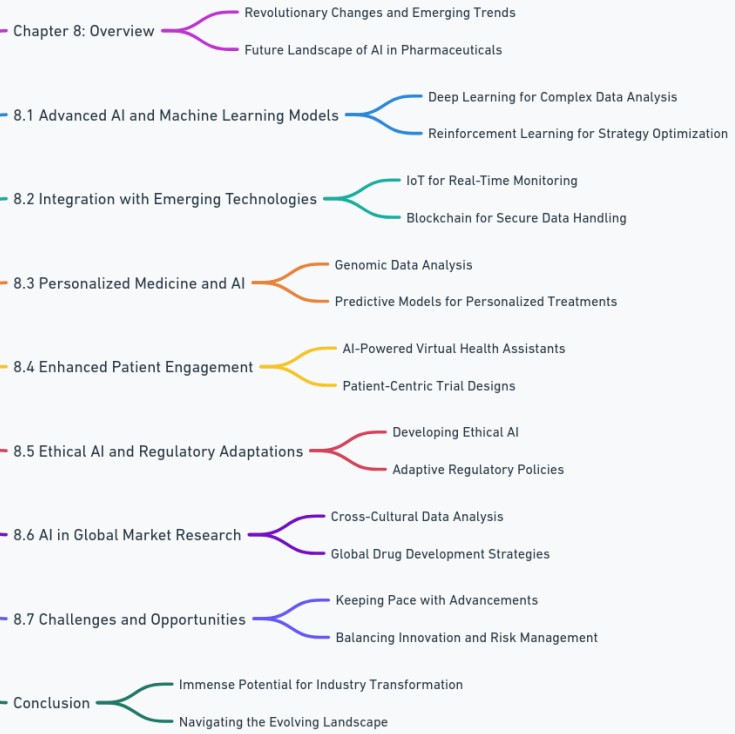 Chapter 8: Overview
Revolutionary Changes and Emerging Trends
Future Landscape of AI in Pharmaceuticals
8.1 Advanced AI and Machine Learning Models
Deep Learning for Complex Data Analysis
Reinforcement Learning for Strategy Optimization
8.2 Integration with Emerging Technologies
IoT for Real-Time Monitoring
Blockchain for Secure Data Handling
8.3 Personalized Medicine and AI
Genomic Data Analysis
Predictive Models for Personalized Treatments
8.4 Enhanced Patient Engagement
AI-Powered Virtual Health Assistants
Patient-Centric Trial Designs
8.5 Ethical AI and Regulatory Adaptations
Developing Ethical AI
Adaptive Regulatory Policies
8.6 AI in Global Market Research
Cross-Cultural Data Analysis
Global Drug Development Strategies
8.7 Challenges and Opportunities
Keeping Pace with Advancements
Balancing Innovation and Risk Management
Conclusion
Immense Potential for Industry Transformation
Navigating the Evolving Landscape